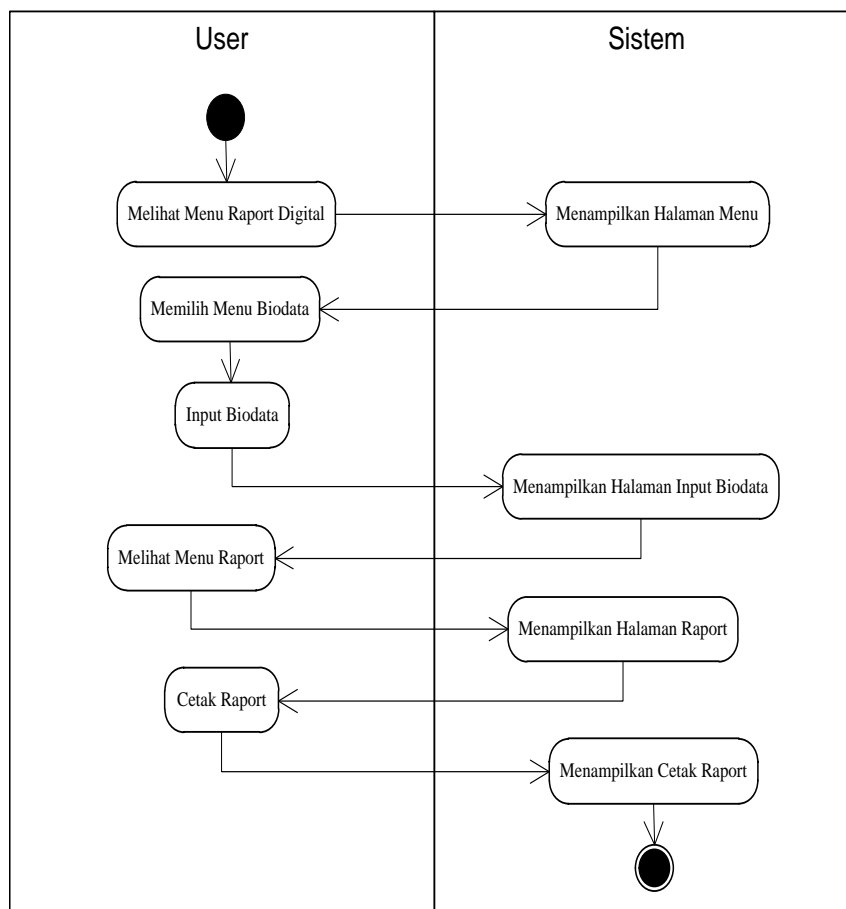 User
Sistem
Melihat Menu Raport Digital
Menampilkan Halaman Menu
Memilih Menu Biodata
Input Biodata
Menampilkan Halaman Input Biodata
Melihat Menu Raport
Menampilkan Halaman Raport
Cetak Raport
Menampilkan Cetak Raport